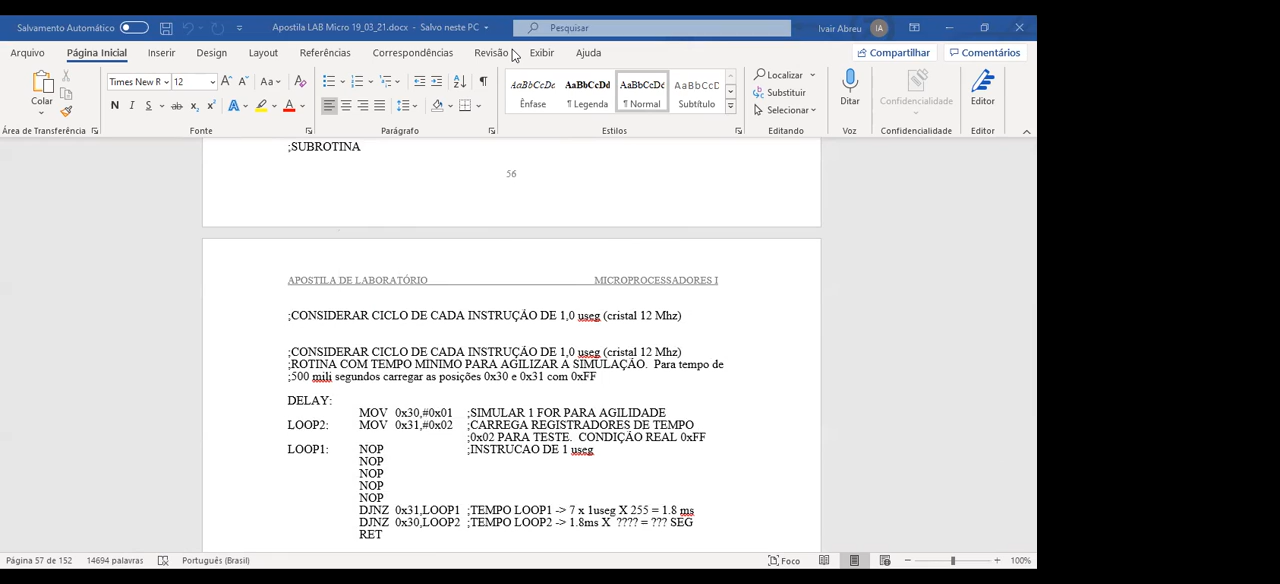 Salvamento Automático
Apostila LAB Micro 19_03_21.docx - Salvo neste PC
Pesquisar
Ivair Abreu
IA
Arquivo
Página Inicial
Inserir
Design
Layout
Referências
Correspondências
Revisão
Exibir
Ajuda
Compartilhar
Comentários
Colar
Área de Transferência
Times New R
12
N I S ab x₂ x²
Fonte
Parágrafo
AaBbCcDc
Ênfase
AaBbCcDd
¶ Legenda
AaBbCcDc
¶ Normal
AaBbCcD
Subtítulo
Estilos
Localizar
Substituir
Selecionar
Editando
Ditar
Voz
Confidencialidade
Confidencialidade
Editor
Editor
;SUBROTINA
56
APOSTILA DE LABORATÓRIO MICROPROCESSADORES I
;CONSIDERAR CICLO DE CADA INSTRUÇÃO DE 1,0 useg (cristal 12 Mhz)
;CONSIDERAR CICLO DE CADA INSTRUÇÃO DE 1,0 useg (cristal 12 Mhz)
;ROTINA COM TEMPO MINIMO PARA AGILIZAR A SIMULAÇÃO. Para tempo de
;500 mili segundos carregar as posições 0x30 e 0x31 com 0xFF
DELAY:
MOV 0x30,#0x01 ;SIMULAR 1 FOR PARA AGILIDADE
LOOP2: MOV 0x31,#0x02 ;CARREGA REGISTRADORES DE TEMPO
;0x02 PARA TESTE. CONDIÇÃO REAL 0xFF
LOOP1: NOP ;INSTRUCAO DE 1 useg
NOP
NOP
NOP
NOP
DJNZ 0x31,LOOP1 ;TEMPO LOOP1 -> 7 x 1useg X 255 = 1.8 ms
DJNZ 0x30,LOOP2 ;TEMPO LOOP2 -> 1.8ms X ???? = ??? SEG
RET
Página 57 de 152
14694 palavras
Português (Brasil)
Foco
100%